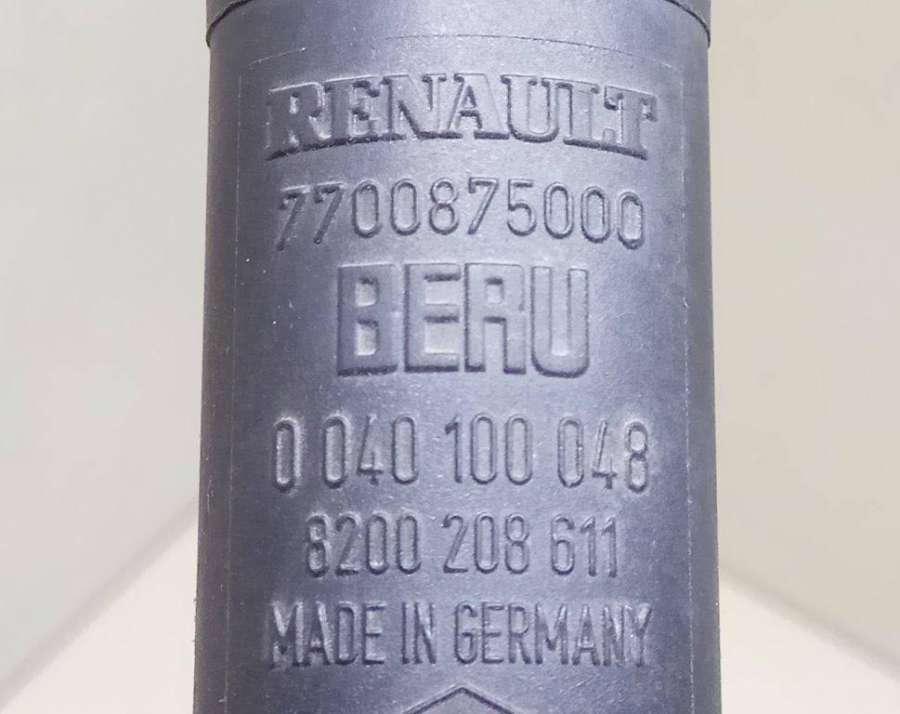 RENAULT
7700875000
BERU
0 040 100 048
8200 208 611
MADE IN GERMANY